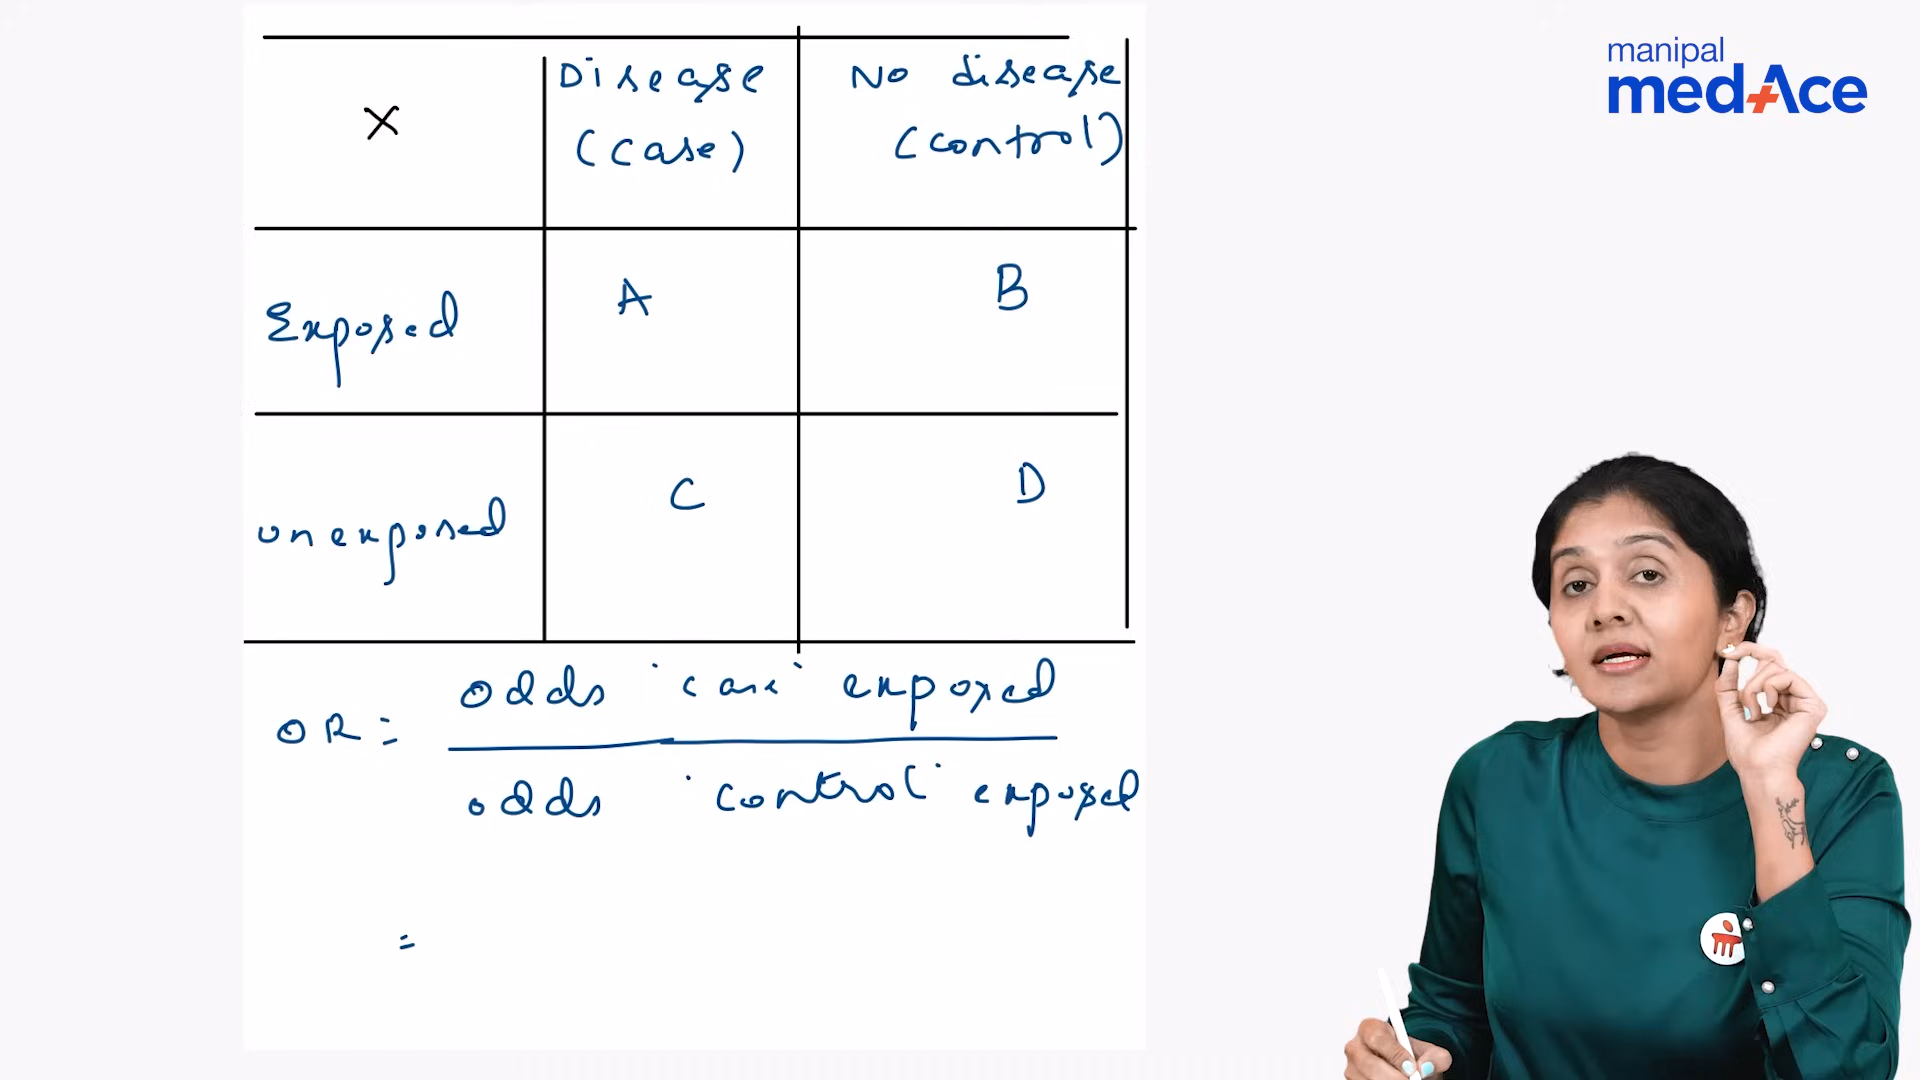 manipal
medAce
X
Disease
(case)
No disease
(control)
Exposed
A
B
unexposed
C
D
OR = odds 'case' exposed
odds 'control' exposed
=